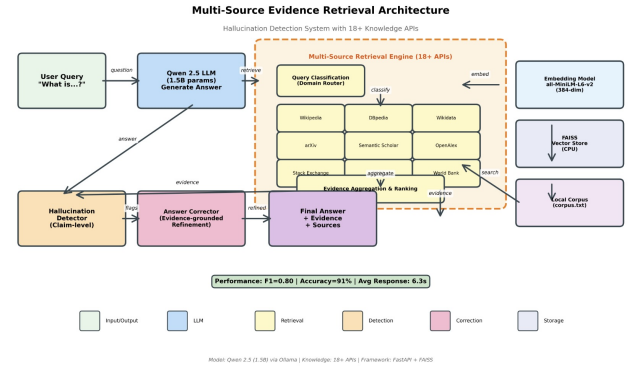 Multi-Source Evidence Retrieval Architecture
Hallucination Detection System with 18+ Knowledge APIs
User Query
"What is...?"
question
Qwen 2.5 LLM
(1.5B params)
Generate Answer
retrieve
Multi-Source Retrieval Engine (18+ APIs)
Query Classification
(Domain Router)
classify
Wikipedia
DBpedia
Wikidata
arXiv
Semantic Scholar
OpenAlex
Stack Exchange
World Bank
aggregate
Evidence Aggregation & Ranking
embed
Embedding Model
all-MiniLM-L6-v2
(384-dim)
FAISS
Vector Store
(CPU)
search
Local Corpus
(corpus.txt)
answer
evidence
evidence
Hallucination
Detector
(Claim-level)
flags
Answer Corrector
(Evidence-grounded
Refinement)
refined
Final Answer
+ Evidence
+ Sources
Performance: F1=0.80 | Accuracy=91% | Avg Response: 6.3s
Input/Output
LLM
Retrieval
Detection
Correction
Storage
Model: Qwen 2.5 (1.5B) via Ollama | Knowledge: 18+ APIs | Framework: FastAPI + FAISS